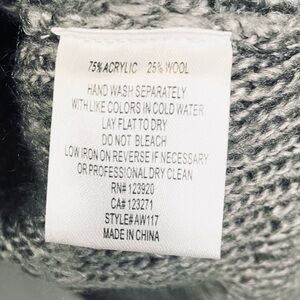 75% ACRYLIC 25% WOOL
HAND WASH SEPARATELY
WITH LIKE COLORS IN COLD WATER
LAY FLAT TO DRY
DO NOT BLEACH
LOW IRON ON REVERSE IF NECESSARY
OR PROFESSIONAL DRY CLEAN
RN# 123920
CA# 123271
STYLE# AW117
MADE IN CHINA